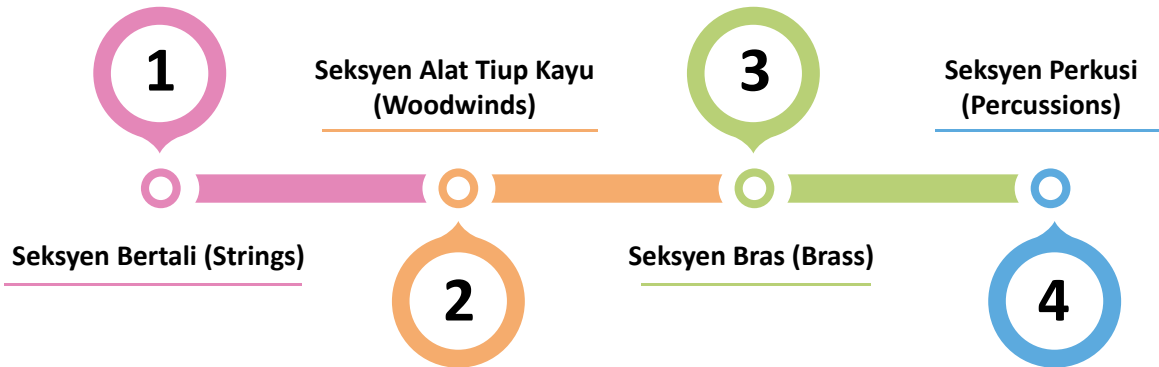 1
Seksyen Bertali (Strings)
Seksyen Alat Tiup Kayu
(Woodwinds)
2
3
Seksyen Bras (Brass)
Seksyen Perkusi
(Percussions)
4